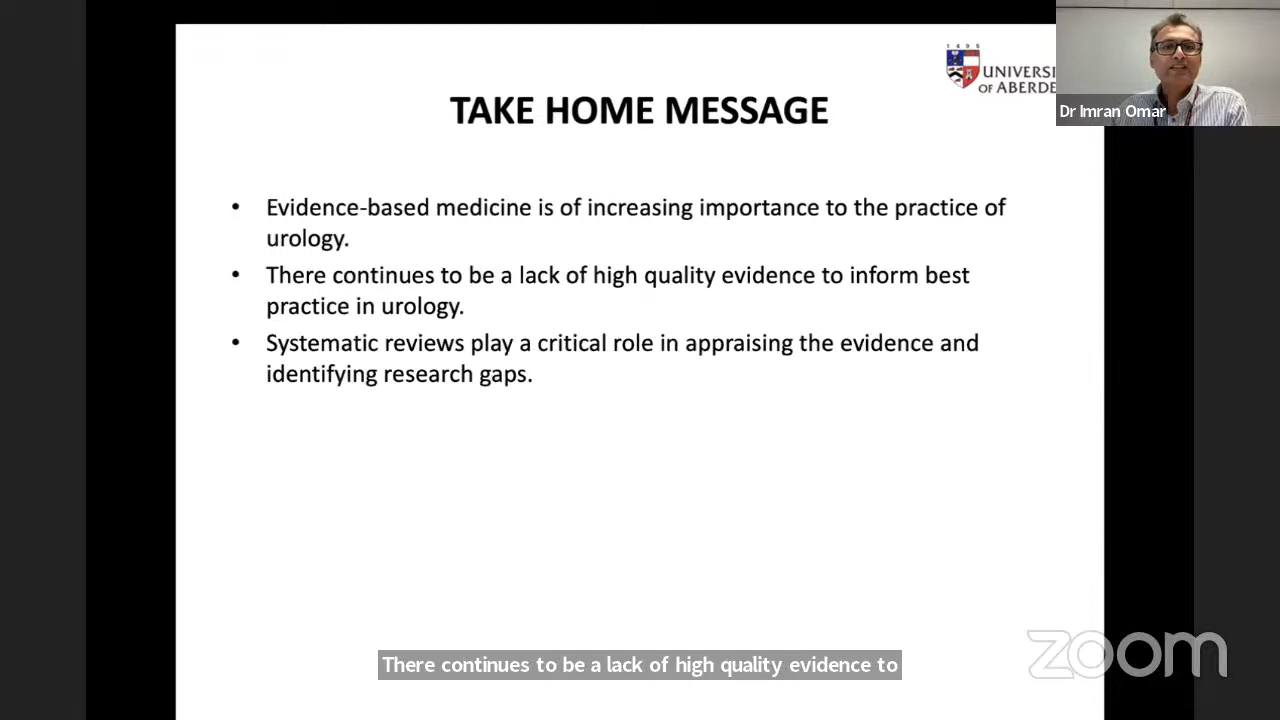 1495
UNIVERSI
OF ABERDE
Dr Imran Omar
TAKE HOME MESSAGE
• Evidence-based medicine is of increasing importance to the practice of
urology.
• There continues to be a lack of high quality evidence to inform best
practice in urology.
• Systematic reviews play a critical role in appraising the evidence and
identifying research gaps.
There continues to be a lack of high quality evidence to
zoom